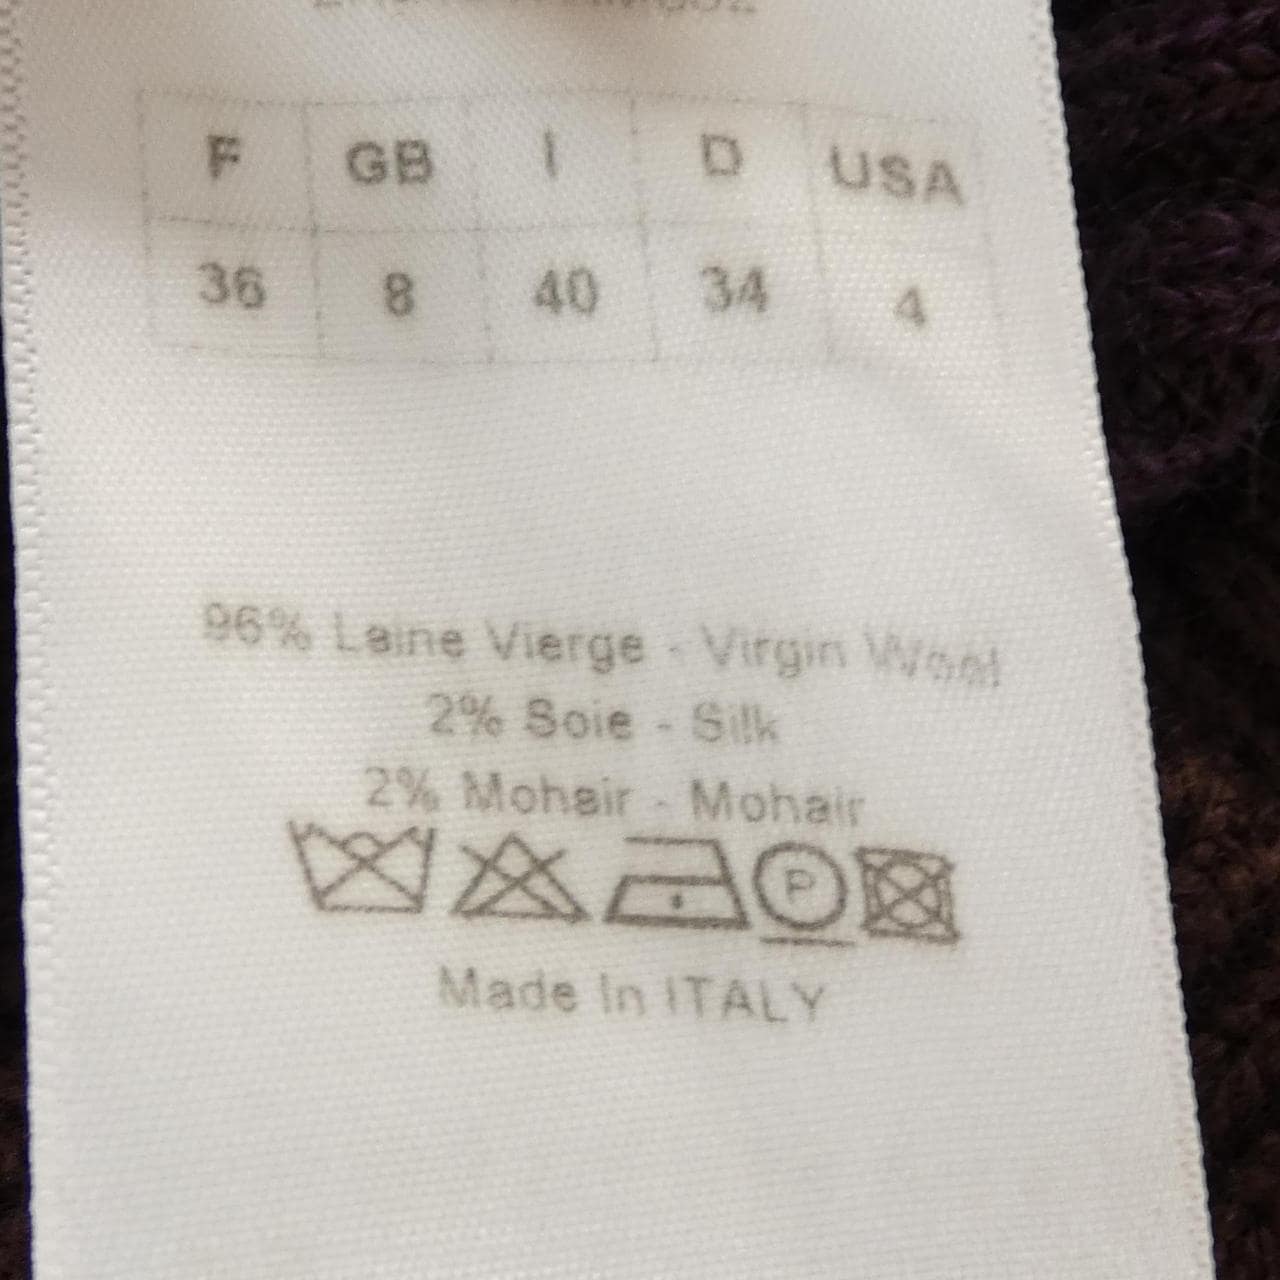 F GB I D USA
36 8 40 34 4
96% Laine Vierge - Virgin Wool
2% Soie - Silk
2% Mohair - Mohair
P
Made In ITALY